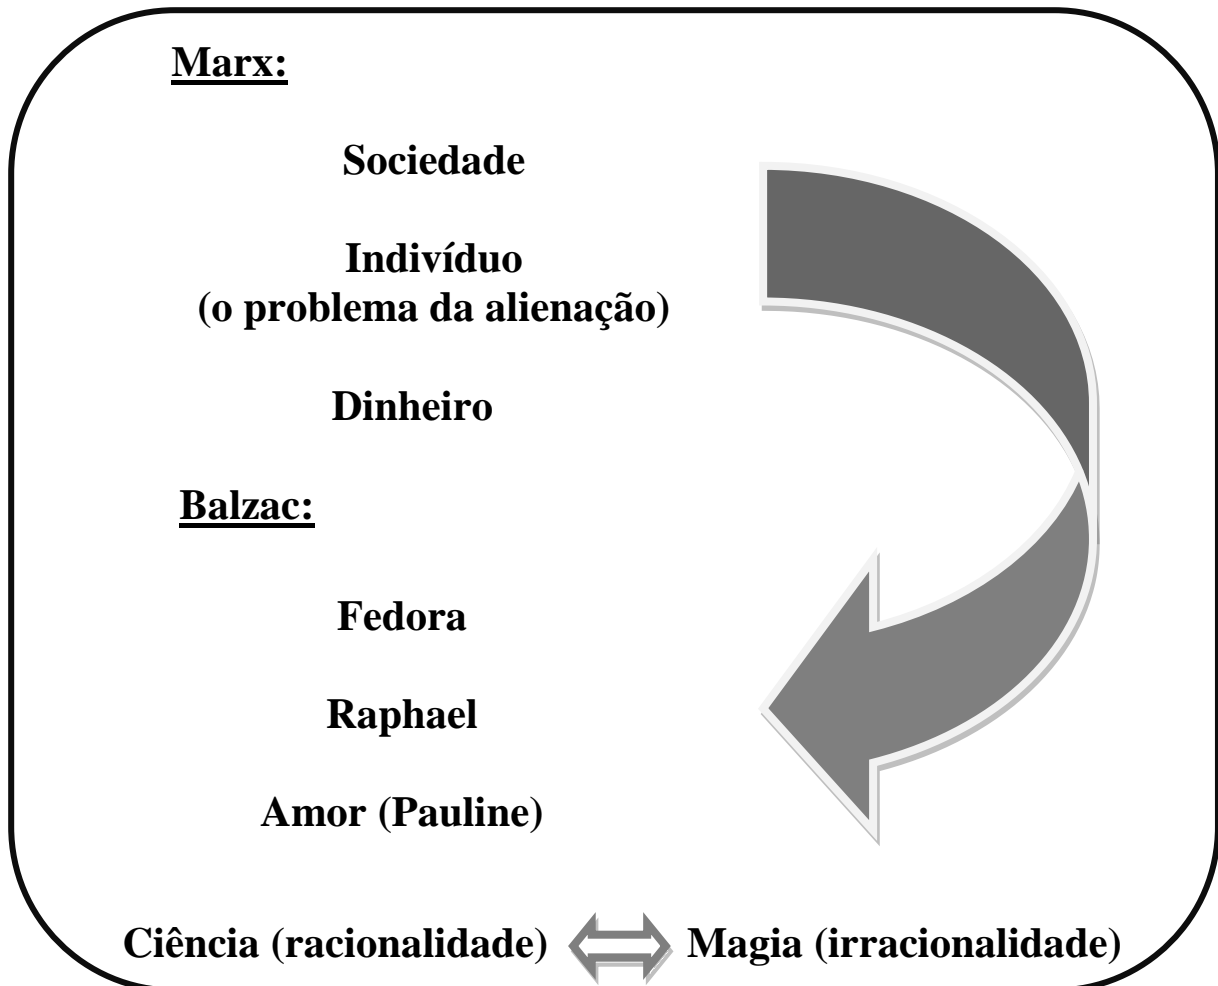 Marx:
Sociedade
Indivíduo
(o problema da alienação)
Dinheiro
Balzac:
Fedora
Raphael
Amor (Pauline)
Ciência (racionalidade) Magia (irracionalidade)